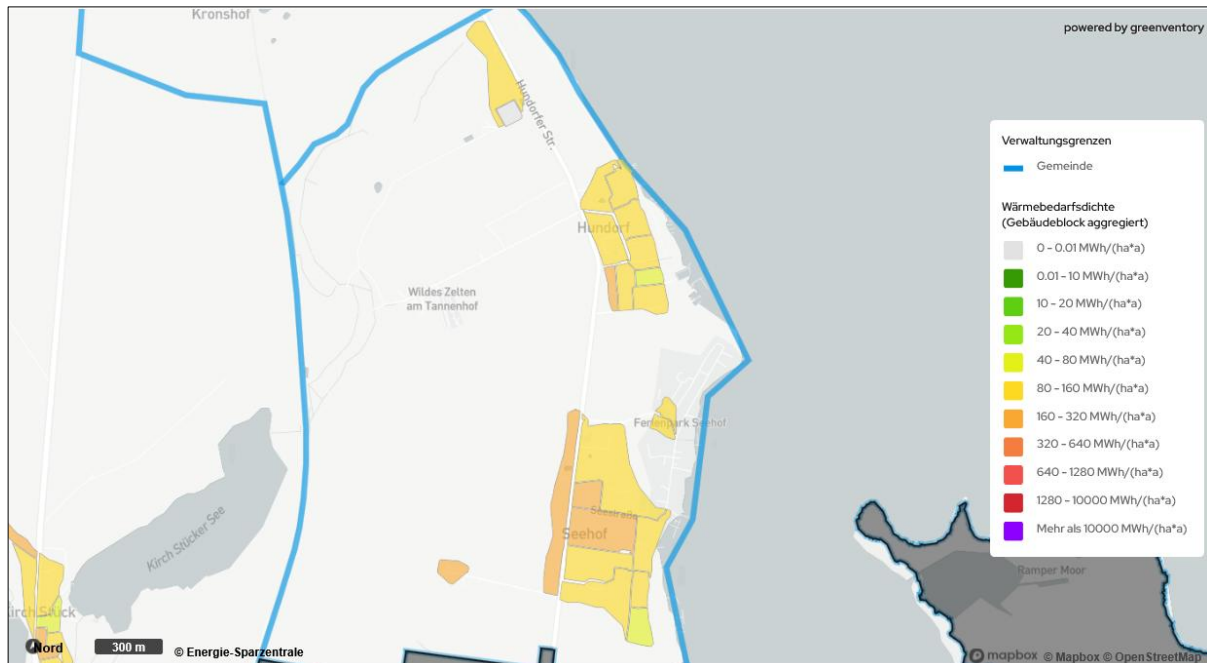 Kronshof
powered by greenventory
Hundorfer Str.
Hundorf
Wildes Zelten
am Tannenhof
Ferienpark Seehof
Seestraße
Seehof
Kirch Stücker See
Kirch Stück
Ramper Moor
Verwaltungsgrenzen
Gemeinde
Wärmebedarfsdichte
(Gebäudeblock aggregiert)
0 - 0.01 MWh/(ha*a)
0.01 - 10 MWh/(ha*a)
10 - 20 MWh/(ha*a)
20 - 40 MWh/(ha*a)
40 - 80 MWh/(ha*a)
80 - 160 MWh/(ha*a)
160 - 320 MWh/(ha*a)
320 - 640 MWh/(ha*a)
640 - 1280 MWh/(ha*a)
1280 - 10000 MWh/(ha*a)
Mehr als 10000 MWh/(ha*a)
Nord 300 m © Energie-Sparzentrale
mapbox © Mapbox © OpenStreetMap